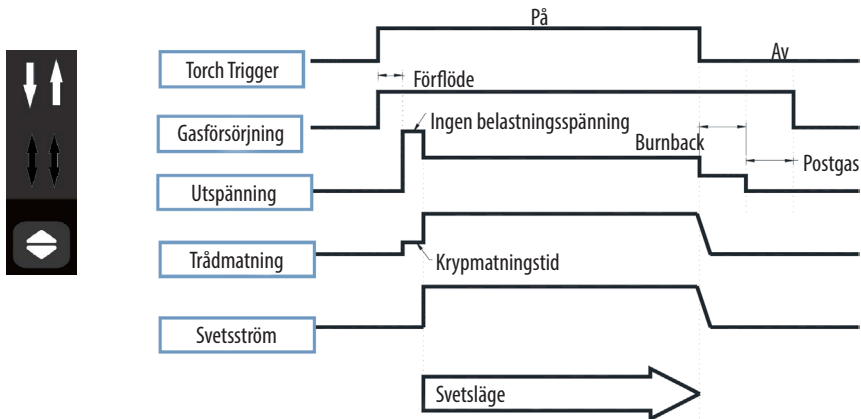 På
Torch Trigger
Av
Förflöde
Gasförsörjning
Ingen belastningsspänning
Burnback
Postgas
Utspänning
Trådmatning
Krypmatningstid
Svetsström
Svetsläge